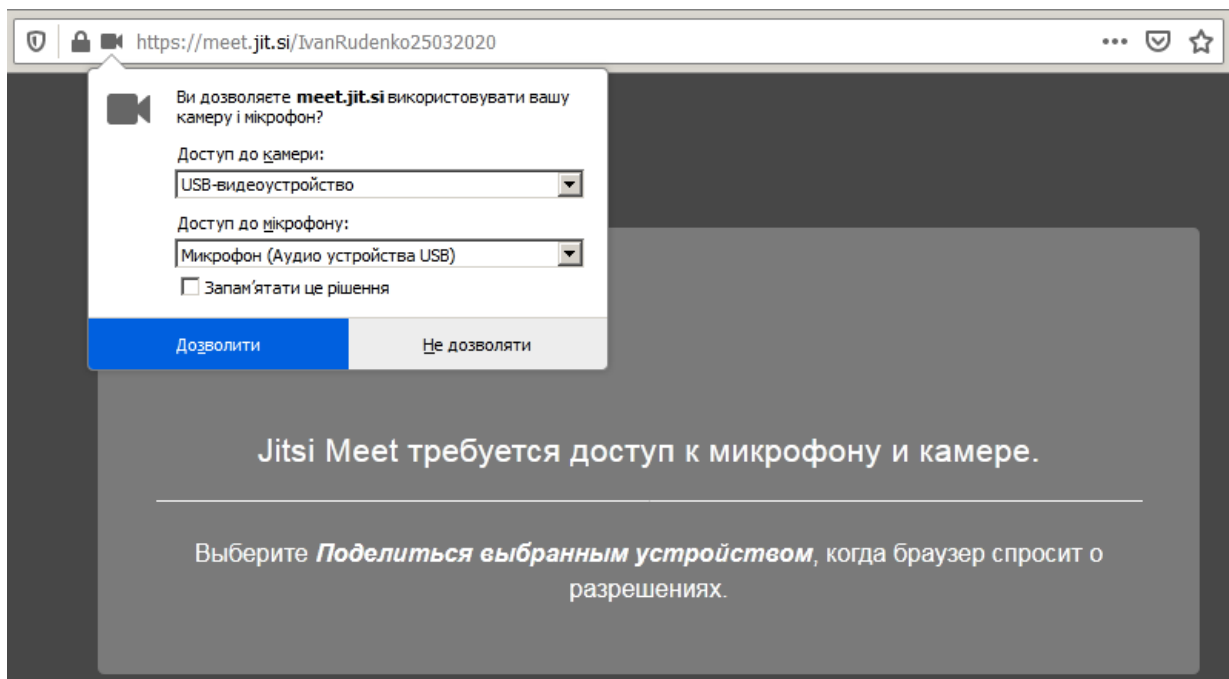 https://meet.jit.si/IvanRudenko25032020
Ви дозволяєте meet.jit.si використовувати вашу
камеру і мікрофон?
Доступ до камери:
USB-видеоустройство
Доступ до мікрофону:
Микрофон (Аудио устройства USB)
Запам'ятати це рішення
Дозволити
Не дозволяти
Jitsi Meet требуется доступ к микрофону и камере.
Выберите Поделиться выбранным устройством, когда браузер спросит о
разрешениях.